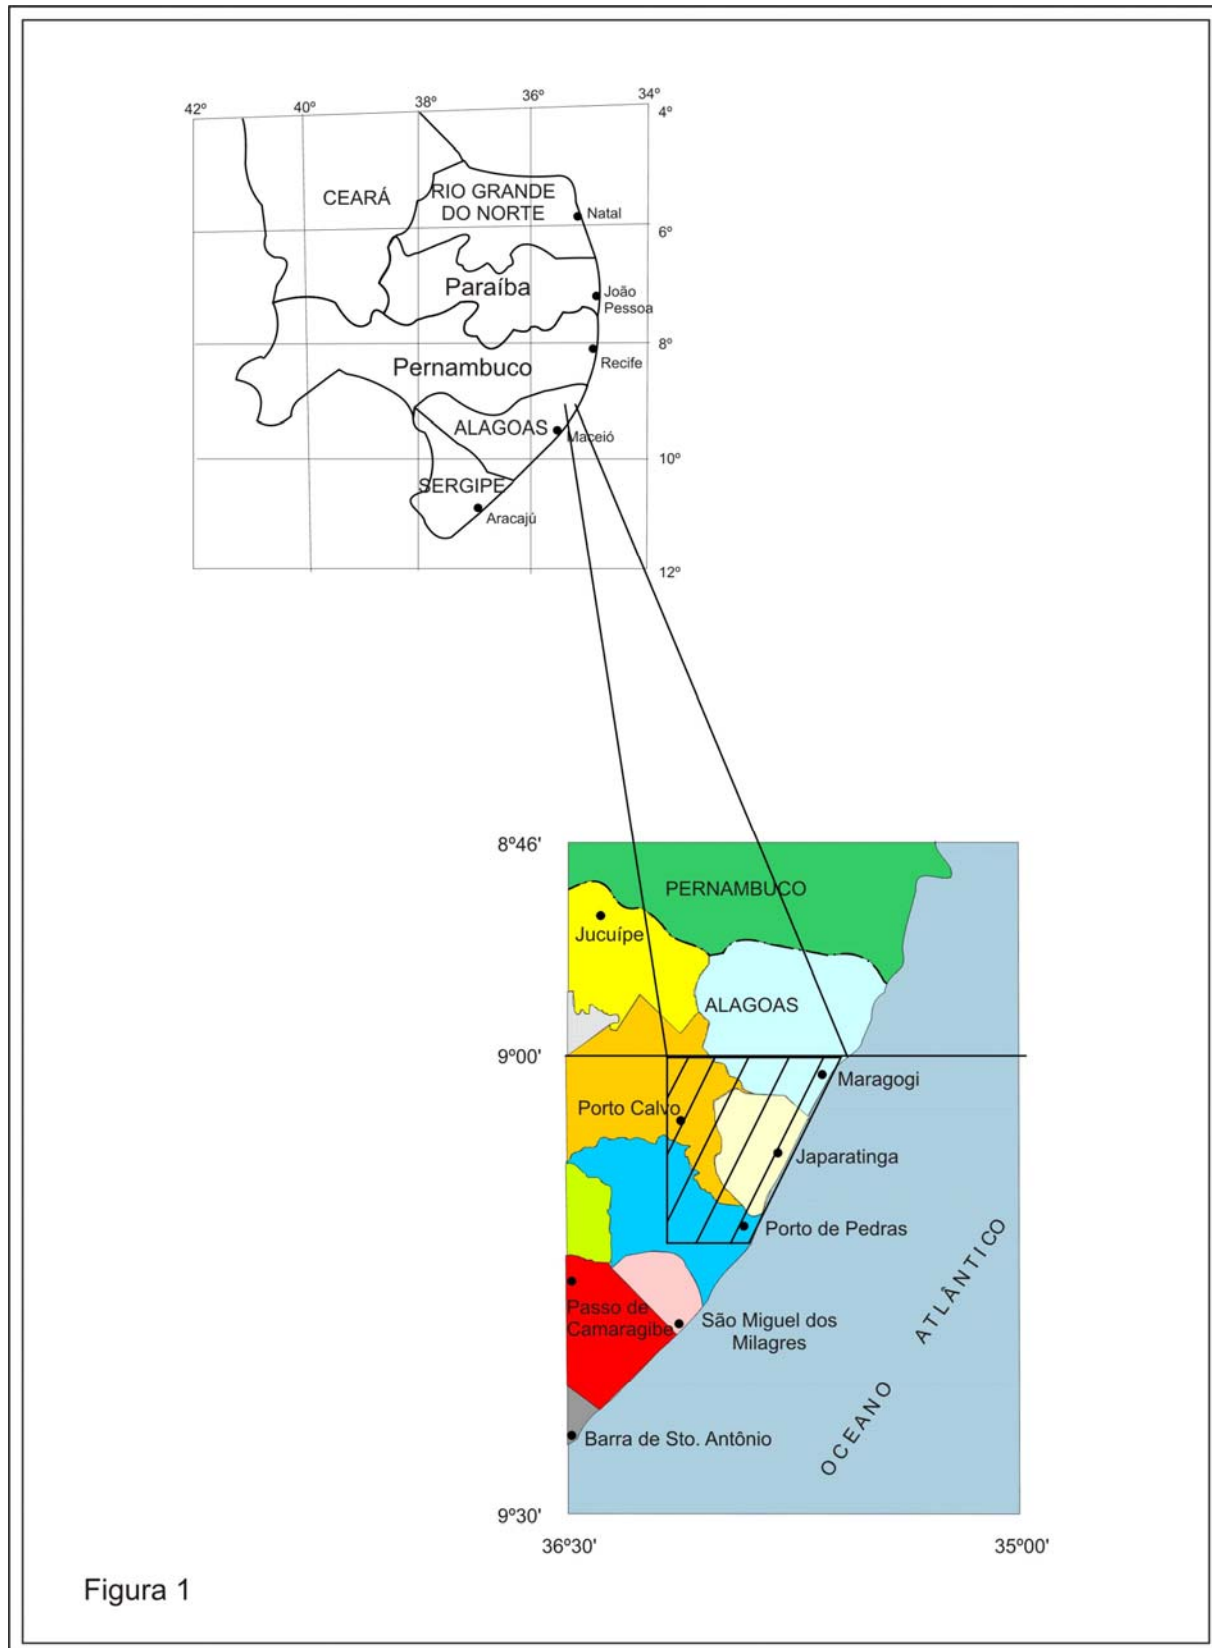 42º 40º 38º 36º 34º
4º
CEARÁ
RIO GRANDE
DO NORTE
Natal
6º
Paraíba
João
Pessoa
8º
Pernambuco
Recife
ALAGOAS
Maceió
10º
SERGIPE
Aracajú
12º
8º46'
PERNAMBUCO
Jucuípe
ALAGOAS
9º00'
Maragogi
Porto Calvo
Japaratinga
Porto de Pedras
Passo de
Camaragibe
São Miguel dos
Milagres
OCEANO ATLÂNTICO
Barra de Sto. Antônio
9º30'
36º30' 35º00'
Figura 1